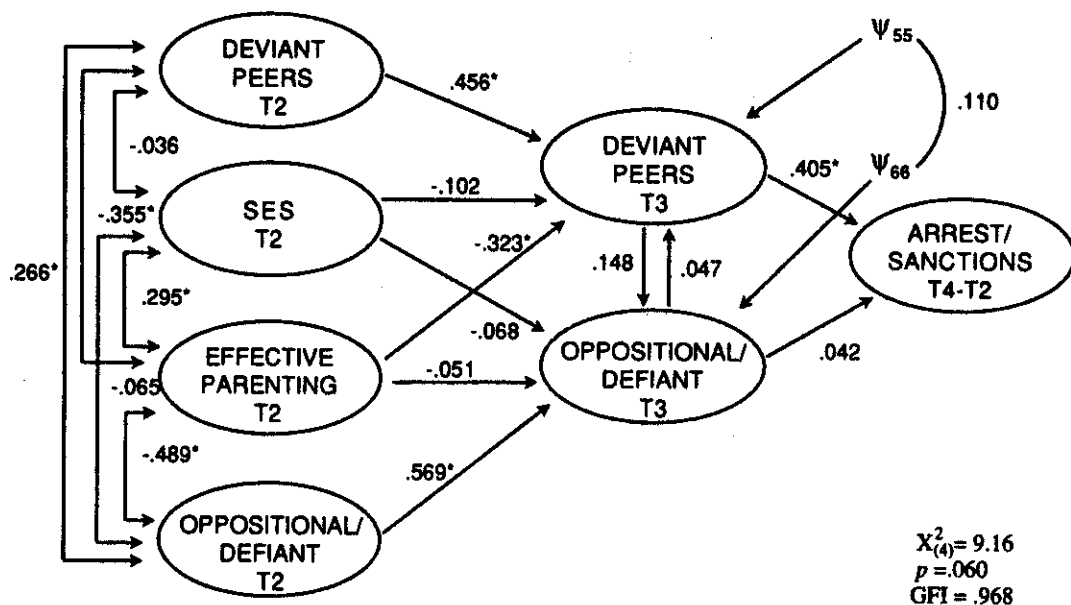 DEVIANT
PEERS
T2
SES
T2
EFFECTIVE
PARENTING
T2
OPPOSITIONAL/
DEFIANT
T2
-.036
-.355*
.266*
.295*
-.065
-.489*
.456*
-.102
-.323*
-.068
-.051
.569*
DEVIANT
PEERS
T3
.148
.047
OPPOSITIONAL/
DEFIANT
T3
Ψ55
.110
Ψ66
.405*
.042
ARREST/
SANCTIONS
T4-T2
X²(4)= 9.16
p =.060
GFI = .968